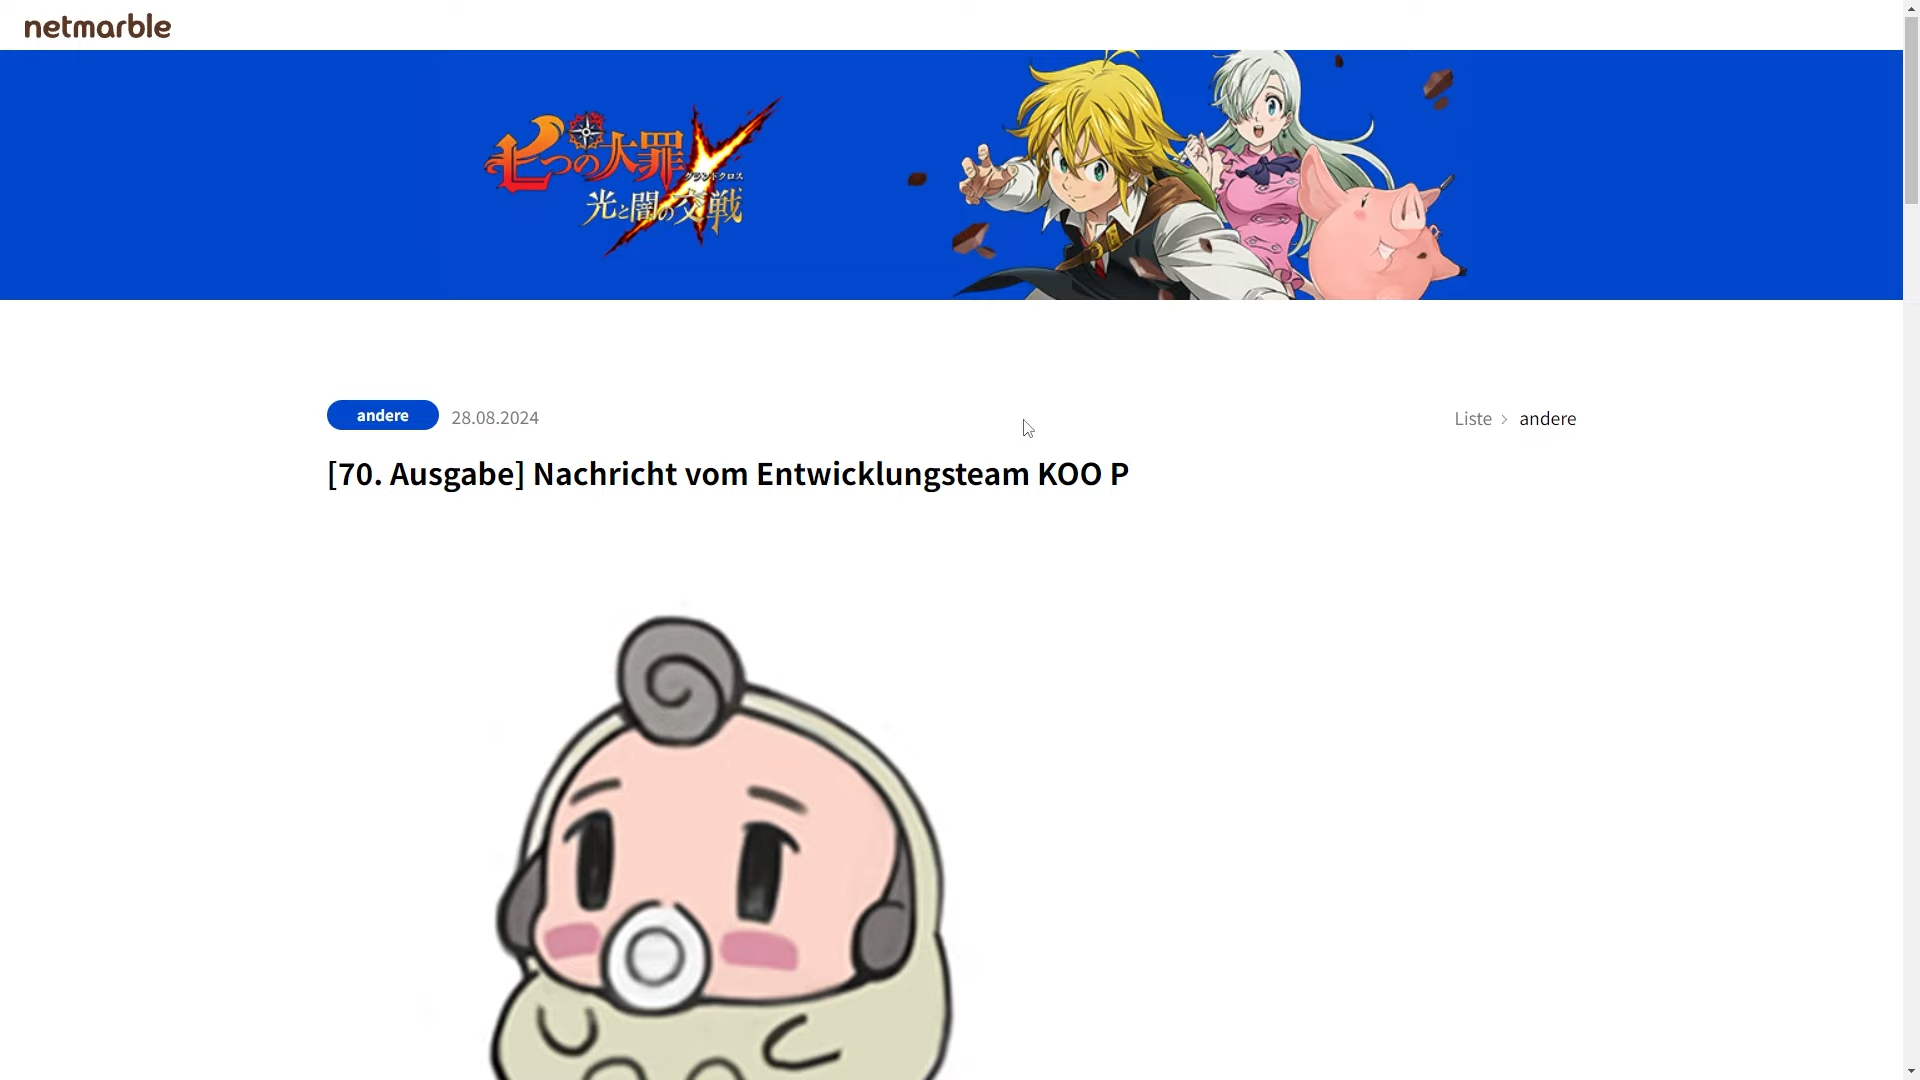 netmarble
七つの大罪
グランドクロス
光と闇の交戦
andere
28.08.2024
Liste > andere
[70. Ausgabe] Nachricht vom Entwicklungsteam KOO P